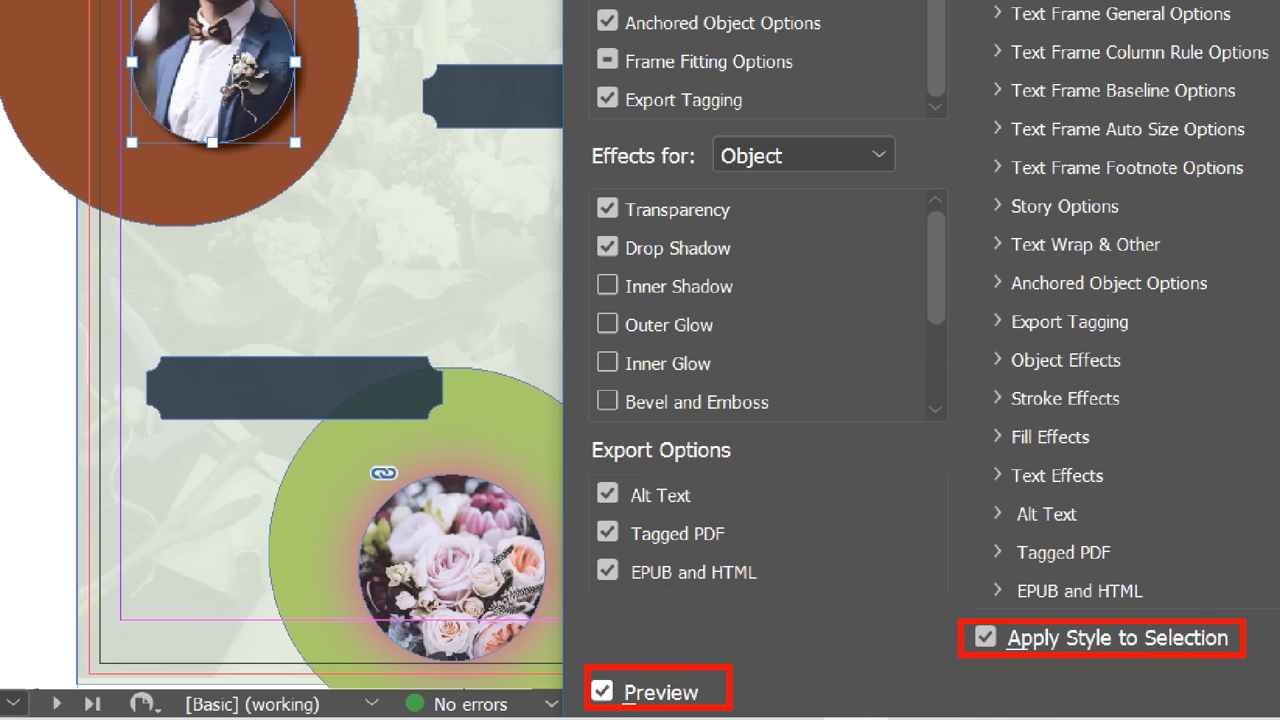 Anchored Object Options
Frame Fitting Options
Export Tagging
Effects for: Object
Transparency
Drop Shadow
Inner Shadow
Outer Glow
Inner Glow
Bevel and Emboss
Export Options
Alt Text
Tagged PDF
EPUB and HTML
Preview
Text Frame General Options
Text Frame Column Rule Options
Text Frame Baseline Options
Text Frame Auto Size Options
Text Frame Footnote Options
Story Options
Text Wrap & Other
Anchored Object Options
Export Tagging
Object Effects
Stroke Effects
Fill Effects
Text Effects
Alt Text
Tagged PDF
EPUB and HTML
Apply Style to Selection
[Basic] (working) No errors